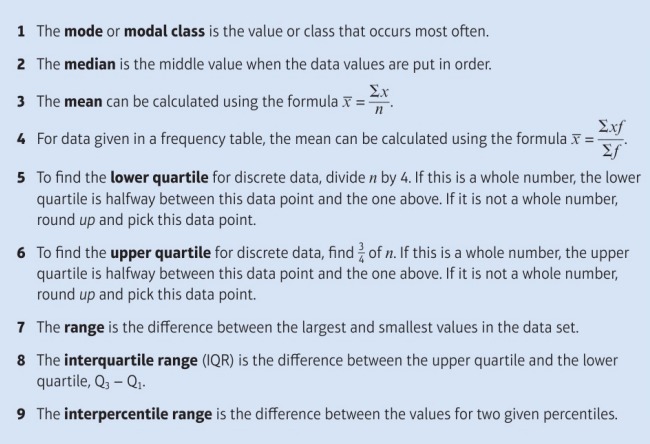 1 The mode or modal class is the value or class that occurs most often.
2 The median is the middle value when the data values are put in order.
3 The mean can be calculated using the formula x̄ = Σx/n.
4 For data given in a frequency table, the mean can be calculated using the formula x̄ = Σxf/Σf.
5 To find the lower quartile for discrete data, divide n by 4. If this is a whole number, the lower
quartile is halfway between this data point and the one above. If it is not a whole number,
round up and pick this data point.
6 To find the upper quartile for discrete data, find 3/4 of n. If this is a whole number, the upper
quartile is halfway between this data point and the one above. If it is not a whole number,
round up and pick this data point.
7 The range is the difference between the largest and smallest values in the data set.
8 The interquartile range (IQR) is the difference between the upper quartile and the lower
quartile, Q₃ – Q₁.
9 The interpercentile range is the difference between the values for two given percentiles.